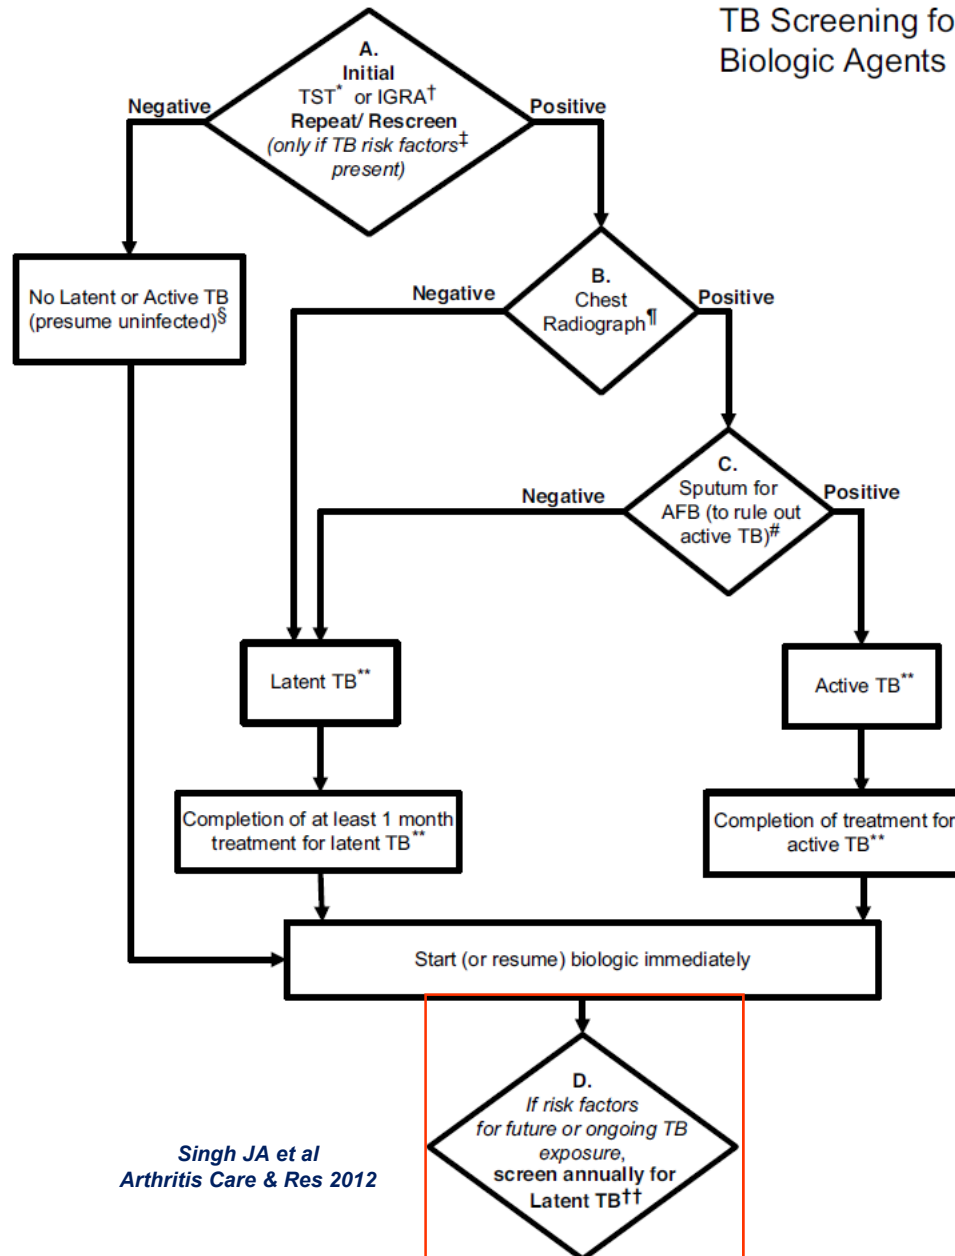 TB Screening fo
Biologic Agents
A.
Initial
TST* or IGRA†
Repeat/ Rescreen
(only if TB risk factors‡
present)
Negative
Positive
No Latent or Active TB
(presume uninfected)§
B.
Chest
Radiograph¶
Negative
Positive
C.
Sputum for
AFB (to rule out
active TB)#
Negative
Positive
Latent TB**
Active TB**
Completion of at least 1 month
treatment for latent TB**
Completion of treatment for
active TB**
Start (or resume) biologic immediately
D.
If risk factors
for future or ongoing TB
exposure,
screen annually for
Latent TB††
Singh JA et al
Arthritis Care & Res 2012